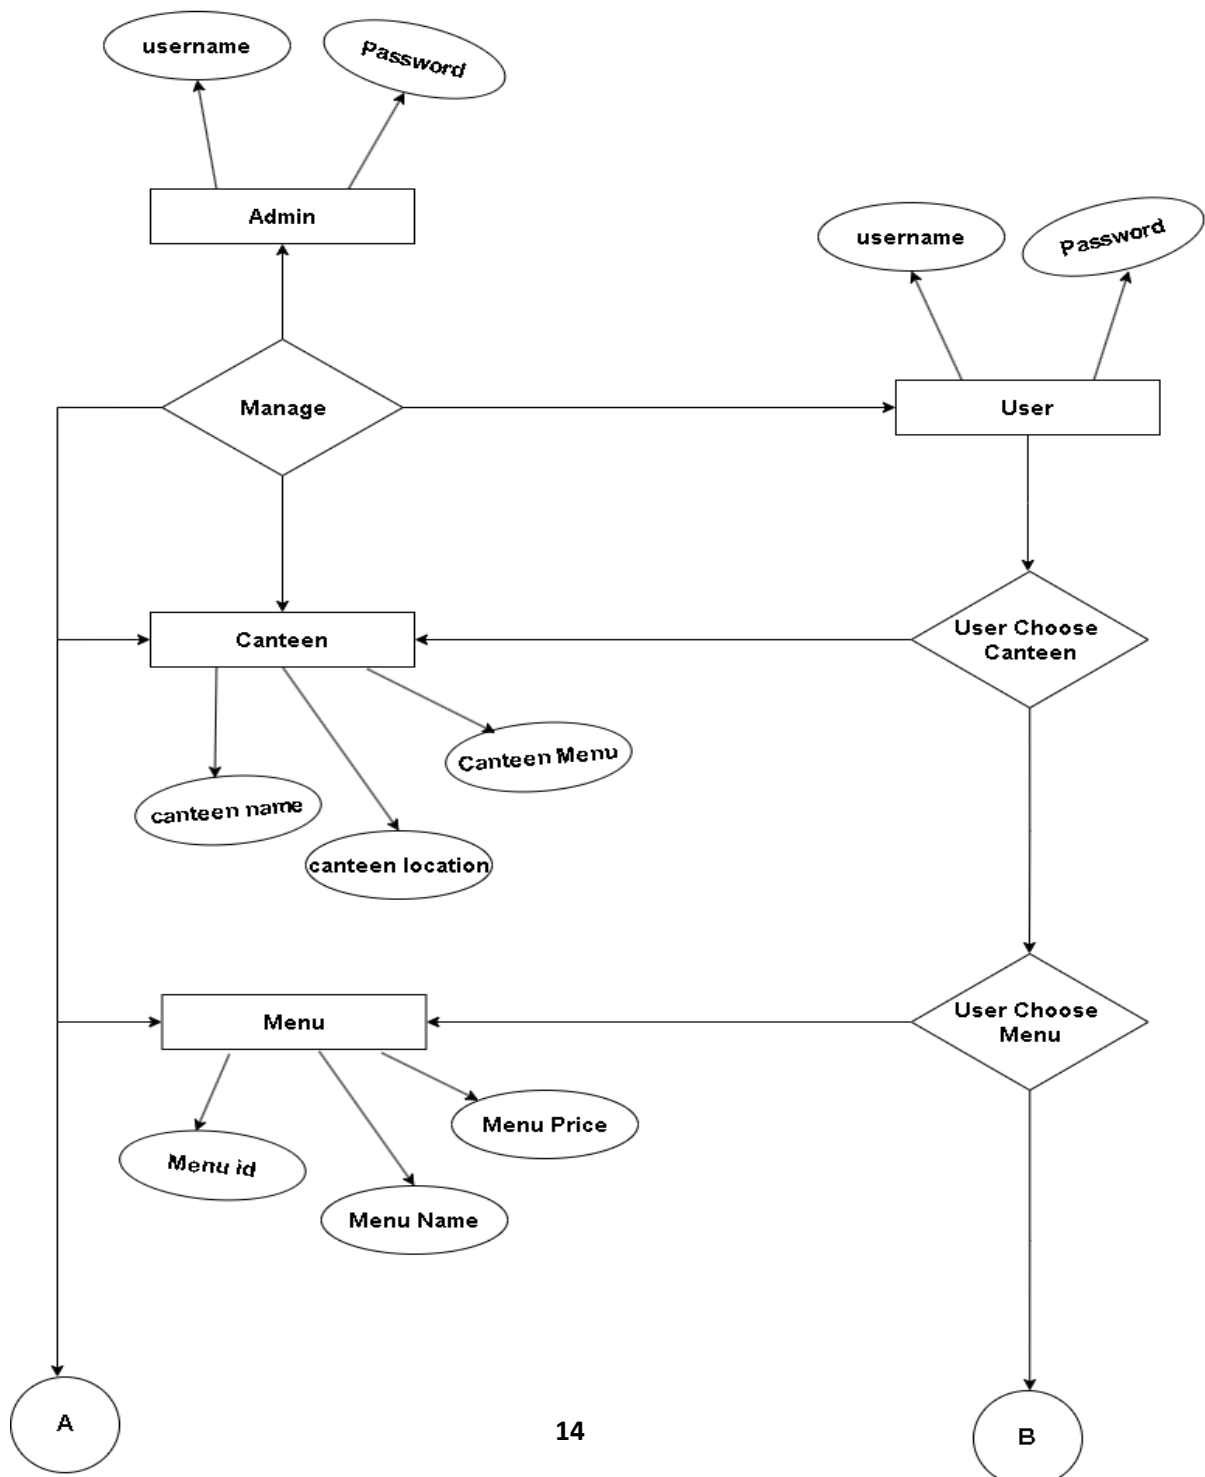 username
Password
Admin
username
Password
Manage
User
Canteen
User Choose
Canteen
Canteen Menu
canteen name
canteen location
Menu
User Choose
Menu
Menu Price
Menu id
Menu Name
A
14
B